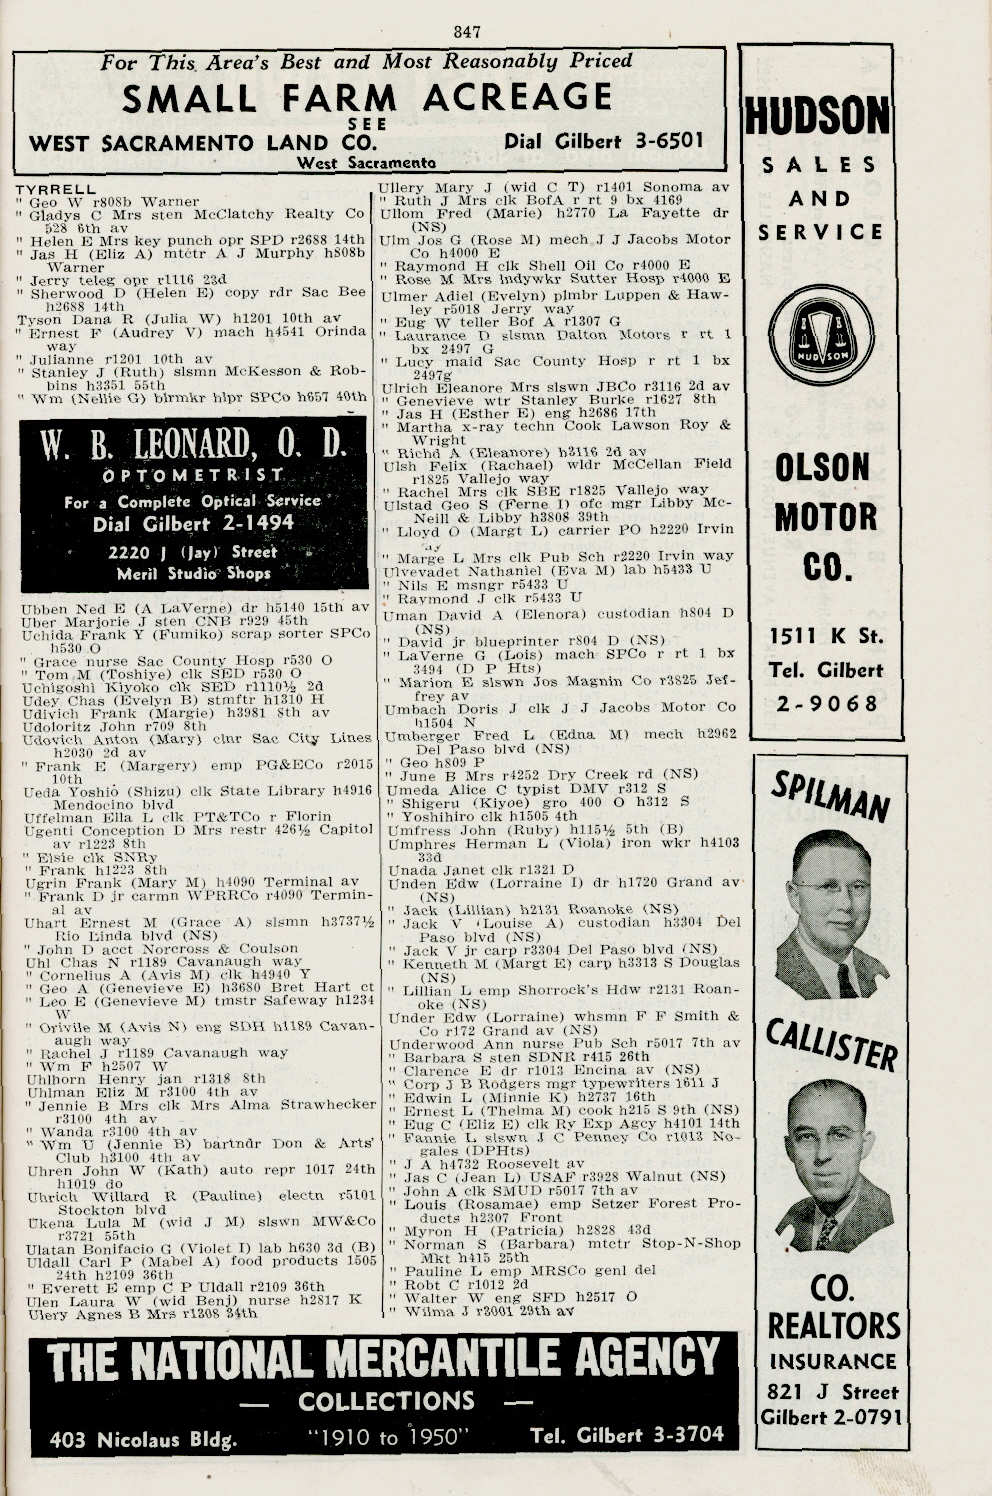 347
For This Area's Best and Most Reasonably Priced
SMALL FARM ACREAGE
SEE
WEST SACRAMENTO LAND CO. Dial Gilbert 3-6501
West Sacramento
TYRRELL
" Geo W r808b Warner
" Gladys C Mrs sten McClatchy Realty Co
528 6th av
" Helen E Mrs key punch opr SPD r2688 14th
" Jas H (Eliz A) mtctr A J Murphy h808b
Warner
" Jerry teleg opr r1116 23d
" Sherwood D (Helen E) copy rdr Sac Bee
h2688 14th
Tyson Dana R (Julia W) h1201 10th av
" Ernest F (Audrey V) mach h4541 Orinda
way
" Julianne r1201 10th av
" Stanley J (Ruth) slsmn McKesson & Rob-
bins h3351 55th
" Wm (Nellie G) blrmkr hlpr SPCo h657 40th
W. B. LEONARD, O. D.
OPTOMETRIST
For a Complete Optical Service
Dial Gilbert 2-1494
2220 J (Jay) Street
Meril Studio Shops
Ubben Ned E (A LaVerne) dr h5140 15th av
Uber Marjorie J sten CNB r929 45th
Uchida Frank Y (Fumiko) scrap sorter SPCo
h530 O
" Grace nurse Sac County Hosp r530 O
" Tom M (Toshiye) clk SED r530 O
Uchigoshi Kiyoko clk SED r1110½ 2d
Udey Chas (Evelyn B) stmftr h1310 H
Udivich Frank (Margie) h3981 8th av
Udoloritz John r709 8th
Udovich Anton (Mary) clnr Sac City Lines
h2030 2d av
" Frank E (Margery) emp PG&ECo r2015
10th
Ueda Yoshio (Shizu) clk State Library h4916
Mendocino blvd
Uffelman Ella L clk PT&TCo r Florin
Ugenti Conception D Mrs restr 426½ Capitol
av r1223 8th
" Elsie clk SNRy
" Frank h1223 8th
Ugrin Frank (Mary M) h4090 Terminal av
" Frank D jr carmn WPRRCo r4090 Termin-
al av
Uhart Ernest M (Grace A) slsmn h3737½
Rio Linda blvd (NS)
" John D acct Norcross & Coulson
Uhl Chas N r1189 Cavanaugh way
" Cornelius A (Avis M) clk h4940 Y
" Geo A (Genevieve E) h3680 Bret Hart ct
" Leo E (Genevieve M) tmstr Safeway h1234
W
" Orivile M (Avis N) eng SDH h1189 Cavan-
augh way
" Rachel J r1189 Cavanaugh way
" Wm F h2507 W
Uhlhorn Henry jan r1318 8th
Uhlman Eliz M r3100 4th av
" Jennie B Mrs clk Mrs Alma Strawhecker
r3100 4th av
" Wanda r3100 4th av
" Wm U (Jennie B) bartndr Don & Arts'
Club h3100 4th av
Uhren John W (Kath) auto repr 1017 24th
h1019 do
Uhrich Willard R (Pauline) electn r5101
Stockton blvd
Ukena Lula M (wid J M) slswn MW&Co
r3721 55th
Ulatan Bonifacio G (Violet I) lab h630 3d (B)
Uldall Carl P (Mabel A) food products 1505
24th h2109 36th
" Everett E emp C P Uldall r2109 36th
Ulen Laura W (wid Benj) nurse h2817 K
Ulery Agnes B Mrs r1308 34th
Ullery Mary J (wid C T) r1401 Sonoma av
" Ruth J Mrs clk BofA r rt 9 bx 4169
Ullom Fred (Marie) h2770 La Fayette dr
(NS)
Ulm Jos G (Rose M) mech J J Jacobs Motor
Co h4000 E
" Raymond H clk Shell Oil Co r4000 E
" Rose M Mrs lndywkr Sutter Hosp r4000 E
Ulmer Adiel (Evelyn) plmbr Luppen & Haw-
ley r5018 Jerry way
" Eug W teller Bof A r1307 G
" Laurance D slsmn Dalton Motors r rt 1
bx 2497 G
" Lucy maid Sac County Hosp r rt 1 bx
2497g
Ulrich Eleanore Mrs slswn JBCo r3116 2d av
" Genevieve wtr Stanley Burke r1627 8th
" Jas H (Esther E) eng h2686 17th
" Martha x-ray techn Cook Lawson Roy &
Wright
" Richd A (Eleanore) h3116 2d av
Ulsh Felix (Rachael) wldr McCellan Field
r1825 Vallejo way
" Rachel Mrs clk SBE r1825 Vallejo way
Ulstad Geo S (Ferne I) ofc mgr Libby Mc-
Neill & Libby h3808 39th
" Lloyd O (Margt L) carrier PO h2220 Irvin
ay
" Marge L Mrs clk Pub Sch r2220 Irvin way
Ulvevadet Nathaniel (Eva M) lab h5433 U
" Nils E msngr r5433 U
" Raymond J clk r5433 U
Uman David A (Elenora) custodian h804 D
(NS)
" David jr blueprinter r804 D (NS)
" LaVerne G (Lois) mach SPCo r rt 1 bx
3494 (D P Hts)
" Marion E slswn Jos Magnin Co r3825 Jef-
frey av
Umbach Doris J clk J J Jacobs Motor Co
h1504 N
Umberger Fred L (Edna M) mech h2962
Del Paso blvd (NS)
" Geo h809 P
" June B Mrs r4252 Dry Creek rd (NS)
Umeda Alice C typist DMV r312 S
" Shigeru (Kiyoe) gro 400 O h312 S
" Yoshihiro clk h1505 4th
Umfress John (Ruby) h115½ 5th (B)
Umphres Herman L (Viola) iron wkr h4103
33d
Unada Janet clk r1321 D
Unden Edw (Lorraine I) dr h1720 Grand av
(NS)
" Jack (Lillian) h2131 Roanoke (NS)
" Jack V (Louise A) custodian h3304 Del
Paso blvd (NS)
" Jack V jr carp r3304 Del Paso blvd (NS)
" Kenneth M (Margt E) carp h3313 S Douglas
(NS)
" Lillian L emp Shorrock's Hdw r2131 Roan-
oke (NS)
Under Edw (Lorraine) whsmn F F Smith &
Co r172 Grand av (NS)
Underwood Ann nurse Pub Sch r5017 7th av
" Barbara S sten SDNR r415 26th
" Clarence E dr r1013 Encina av (NS)
" Corp J B Rodgers mgr typewriters 1611 J
" Edwin L (Minnie K) h2737 16th
" Ernest L (Thelma M) cook h215 S 9th (NS)
" Eug C (Eliz E) clk Ry Exp Agcy h4101 14th
" Fannie L slswn J C Penney Co r1013 No-
gales (DPHts)
" J A h4732 Roosevelt av
" Jas C (Jean L) USAF r3928 Walnut (NS)
" John A clk SMUD r5017 7th av
" Louis (Rosamae) emp Setzer Forest Pro-
ducts h2307 Front
" Myron H (Patricia) h2828 43d
" Norman S (Barbara) mtctr Stop-N-Shop
Mkt h415 25th
" Pauline L emp MRSCo genl del
" Robt C r1012 2d
" Walter W eng SFD h2517 O
" Wilma J r3001 29th av
HUDSON
SALES
AND
SERVICE
HUDSON
OLSON
MOTOR
CO.
1511 K St.
Tel. Gilbert
2-9068
SPILMAN
CALLISTER
CO.
REALTORS
INSURANCE
821 J Street
Gilbert 2-0791
THE NATIONAL MERCANTILE AGENCY
— COLLECTIONS —
403 Nicolaus Bldg. "1910 to 1950" Tel. Gilbert 3-3704